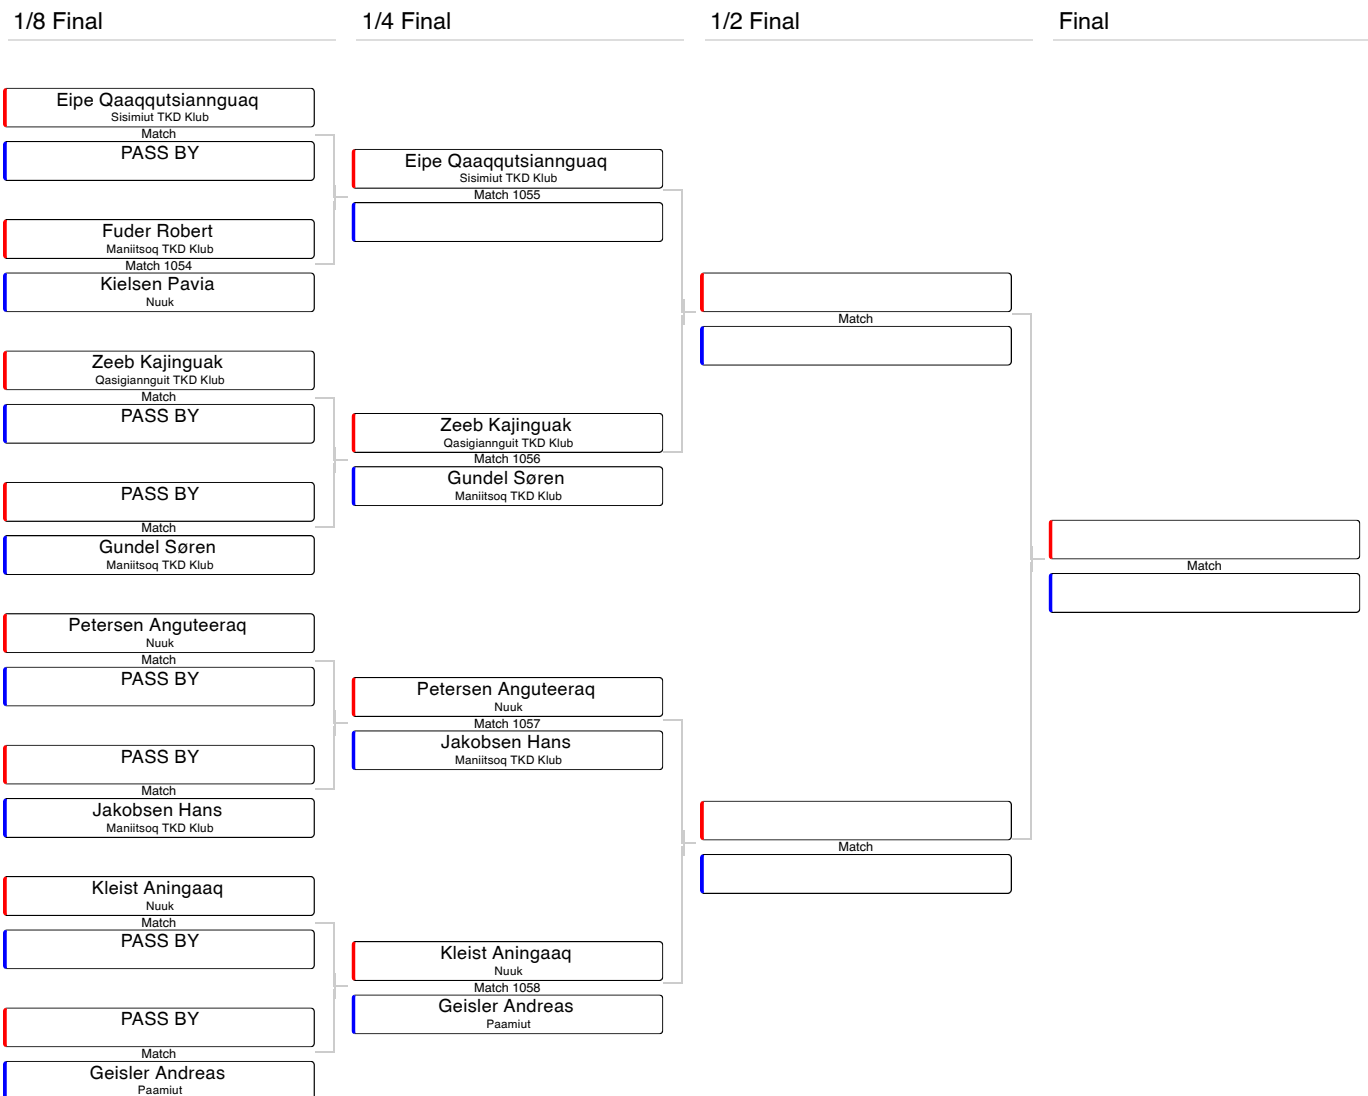 1/8 Final
1/4 Final
1/2 Final
Final
Eipe Qaaqqutsiannguaq
Sisimiut TKD Klub
Match
PASS BY
Fuder Robert
Maniitsoq TKD Klub
Match 1054
Kielsen Pavia
Nuuk
Zeeb Kajinguak
Qasigiannguit TKD Klub
Match
PASS BY
PASS BY
Match
Gundel Søren
Maniitsoq TKD Klub
Petersen Anguteeraq
Nuuk
Match
PASS BY
PASS BY
Match
Jakobsen Hans
Maniitsoq TKD Klub
Kleist Aningaaq
Nuuk
Match
PASS BY
PASS BY
Match
Geisler Andreas
Paamiut
Eipe Qaaqqutsiannguaq
Sisimiut TKD Klub
Match 1055
Zeeb Kajinguak
Qasigiannguit TKD Klub
Match 1056
Gundel Søren
Maniitsoq TKD Klub
Petersen Anguteeraq
Nuuk
Match 1057
Jakobsen Hans
Maniitsoq TKD Klub
Kleist Aningaaq
Nuuk
Match 1058
Geisler Andreas
Paamiut
Match
Match
Match